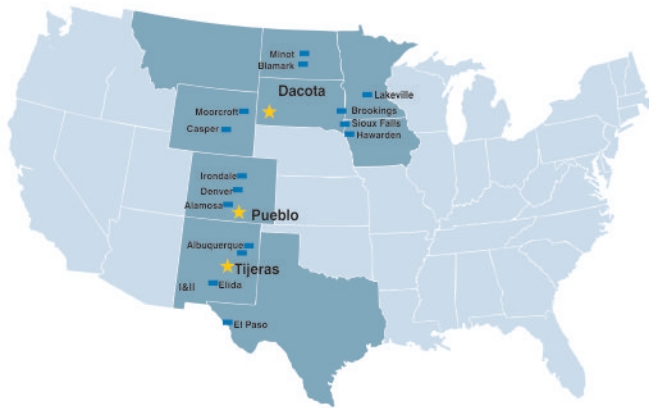 Minot
Blamark
Dacota
Lakeville
Moorcroft
Brookings
Casper
Sioux Falls
Hawarden
Irondale
Denver
Alamosa
Pueblo
Albuquerque
Tijeras
I&II
Elida
El Paso